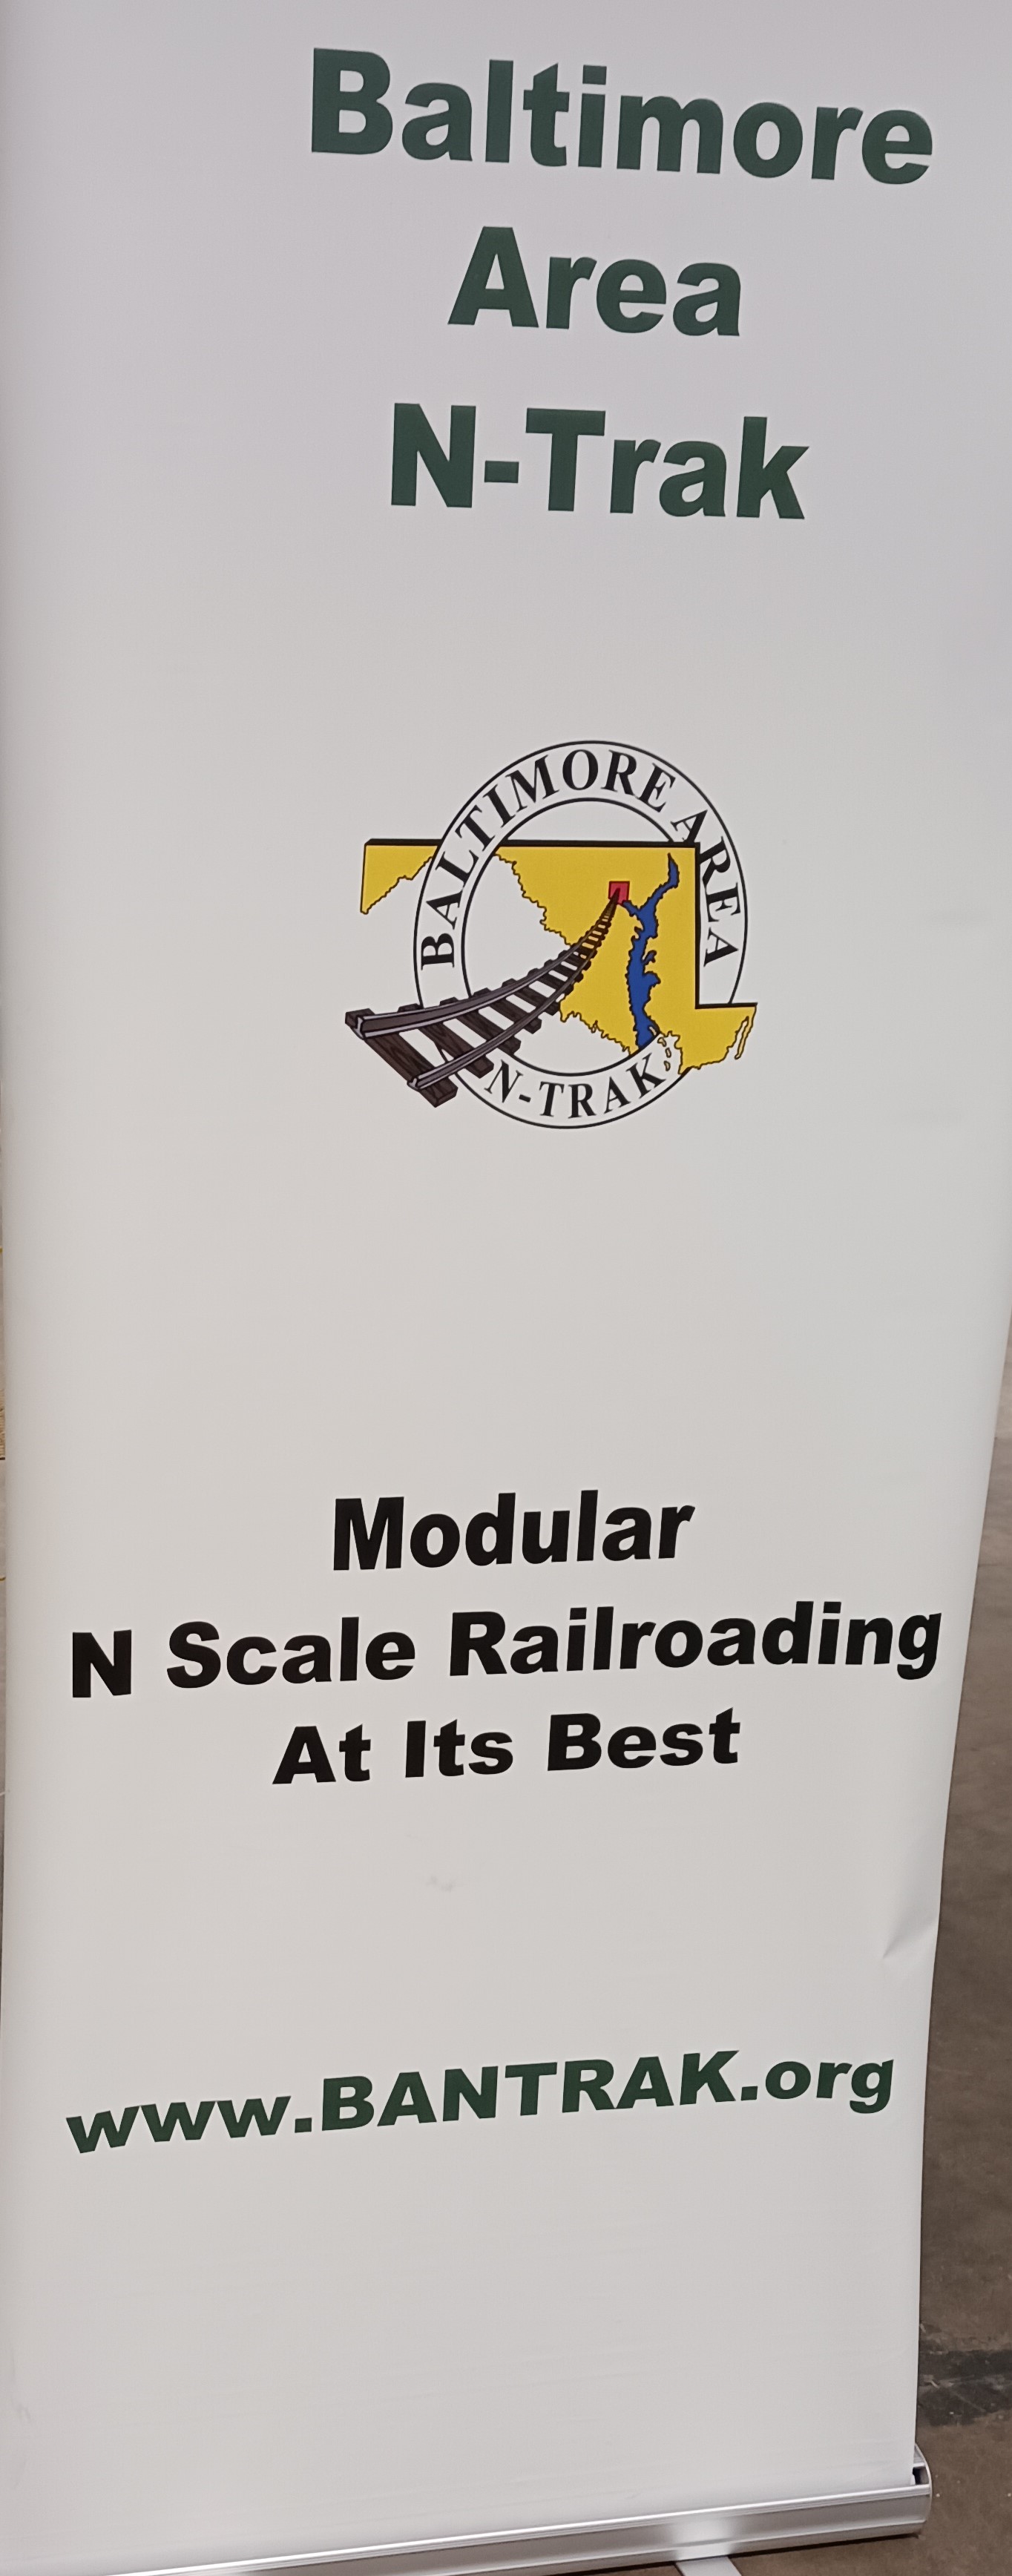 Baltimore
Area
N-Trak
BALTIMORE AREA
N-TRAK
Modular
N Scale Railroading
At Its Best
www.BANTRAK.org